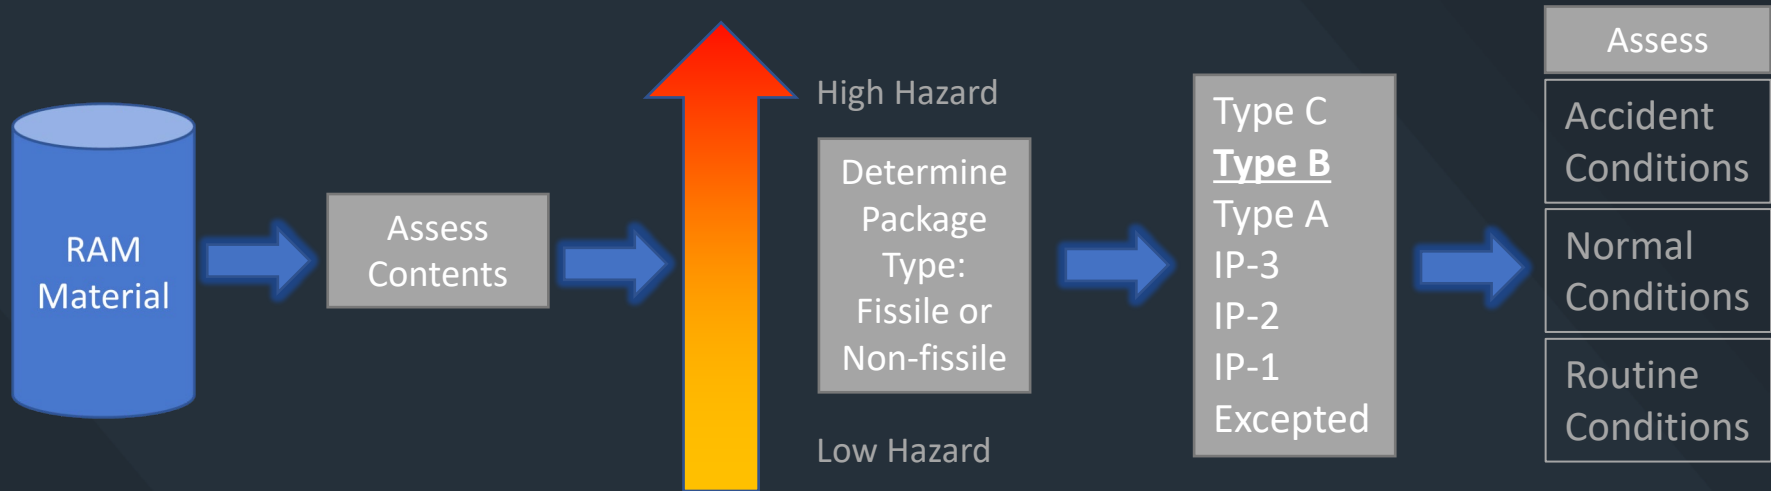 RAM
Material
Assess
Contents
High Hazard
Determine
Package
Type:
Fissile or
Non-fissile
Low Hazard
Type C
Type B
Type A
IP-3
IP-2
IP-1
Excepted
Assess
Accident
Conditions
Normal
Conditions
Routine
Conditions